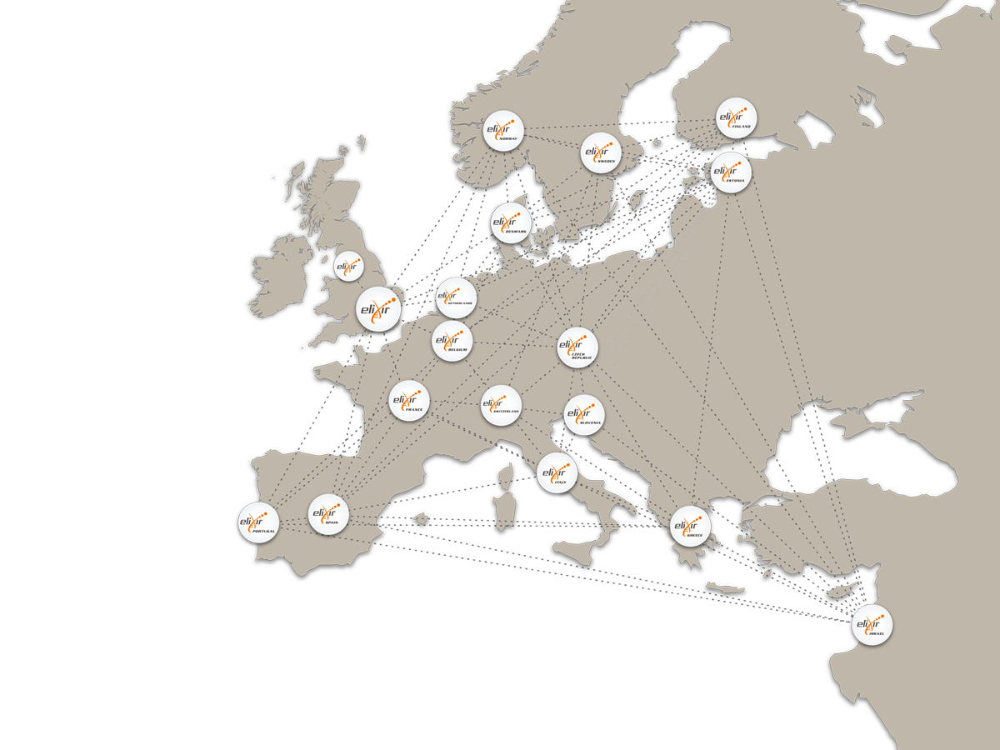 elixir
NORWAY
elixir
FINLAND
elixir
SWEDEN
elixir
ESTONIA
elixir
DENMARK
elixir
elixir
elixir
NETHERLANDS
elixir
BELGIUM
elixir
CZECH
REPUBLIC
elixir
FRANCE
elixir
SWITZERLAND
elixir
SLOVENIA
elixir
ITALY
elixir
PORTUGAL
elixir
SPAIN
elixir
GREECE
elixir
ISRAEL